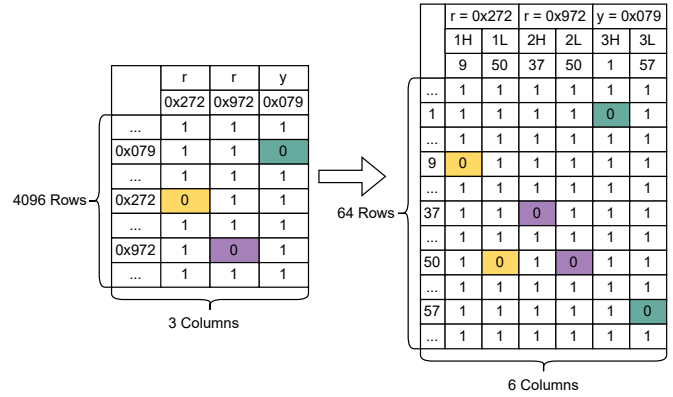 r r y
0x272 0x972 0x079
... 1 1 1
0x079 1 1 0
... 1 1 1
0x272 0 1 1
... 1 1 1
0x972 1 0 1
... 1 1 1
4096 Rows
3 Columns
r = 0x272 r = 0x972 y = 0x079
1H 1L 2H 2L 3H 3L
9 50 37 50 1 57
... 1 1 1 1 1 1
1 1 1 1 1 0 1
... 1 1 1 1 1 1
9 0 1 1 1 1 1
... 1 1 1 1 1 1
37 1 1 0 1 1 1
... 1 1 1 1 1 1
50 1 0 1 0 1 1
... 1 1 1 1 1 1
57 1 1 1 1 1 0
... 1 1 1 1 1 1
64 Rows
6 Columns